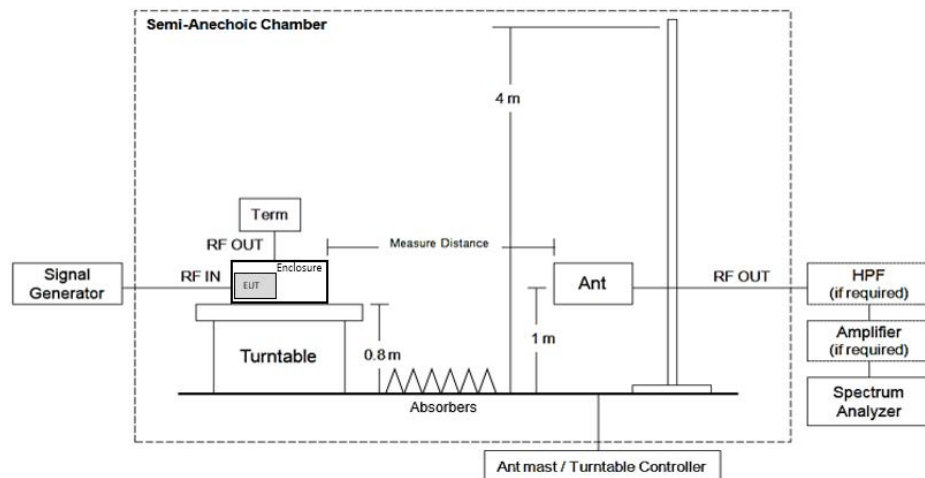 Semi-Anechoic Chamber
4 m
Term
RF OUT
Measure Distance
Enclosure
EUT
RF IN
Signal
Generator
Ant
RF OUT
HPF
(if required)
1 m
Turntable
0.8 m
Amplifier
(if required)
Absorbers
Spectrum
Analyzer
Ant mast / Turntable Controller